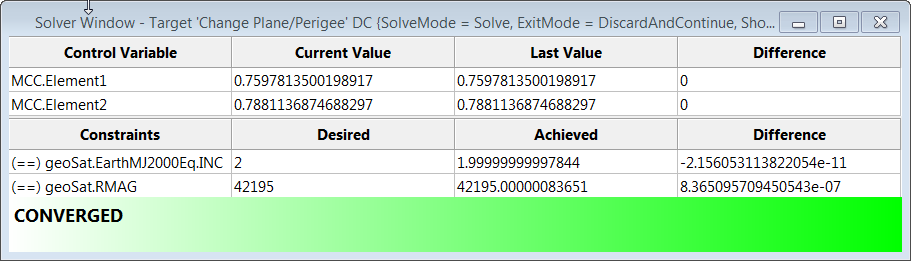 Solver Window - Target 'Change Plane/Perigee' DC {SolveMode = Solve, ExitMode = DiscardAndContinue, Sho...
Control Variable Current Value Last Value Difference
MCC.Element1 0.7597813500198917 0.7597813500198917 0
MCC.Element2 0.7881136874688297 0.7881136874688297 0
Constraints Desired Achieved Difference
(==) geoSat.EarthMJ2000Eq.INC 2 1.99999999997844 -2.156053113822054e-11
(==) geoSat.RMAG 42195 42195.00000083651 8.365095709450543e-07
CONVERGED